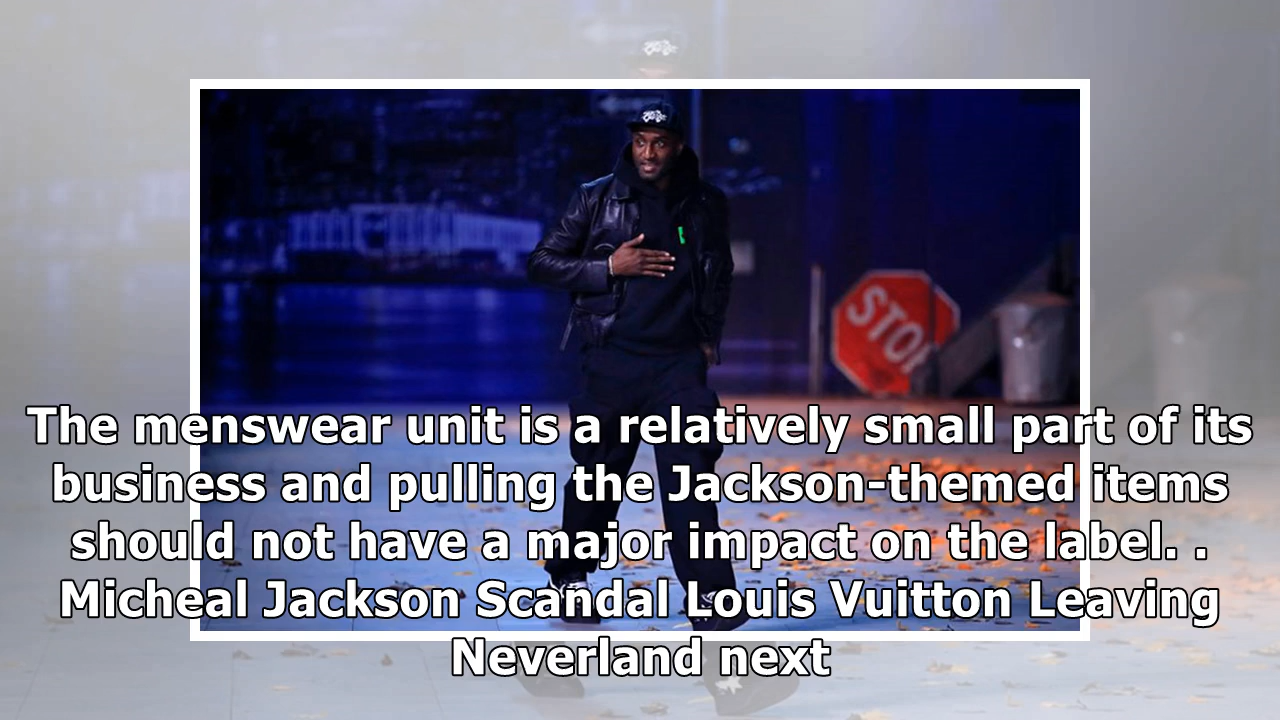 STOP
The menswear unit is a relatively small part of its
business and pulling the Jackson-themed items
should not have a major impact on the label. .
Micheal Jackson Scandal Louis Vuitton Leaving
Neverland next